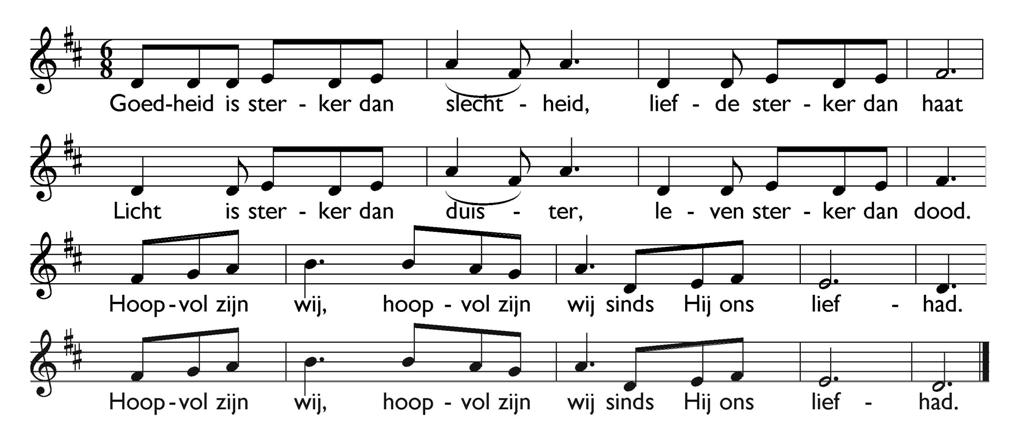 6
8
Goed-heid is ster - ker dan slecht - heid, lief - de ster - ker dan haat
Licht is ster - ker dan duis - ter, le - ven ster - ker dan dood.
Hoop-vol zijn wij, hoop - vol zijn wij sinds Hij ons lief - had.
Hoop-vol zijn wij, hoop - vol zijn wij sinds Hij ons lief - had.